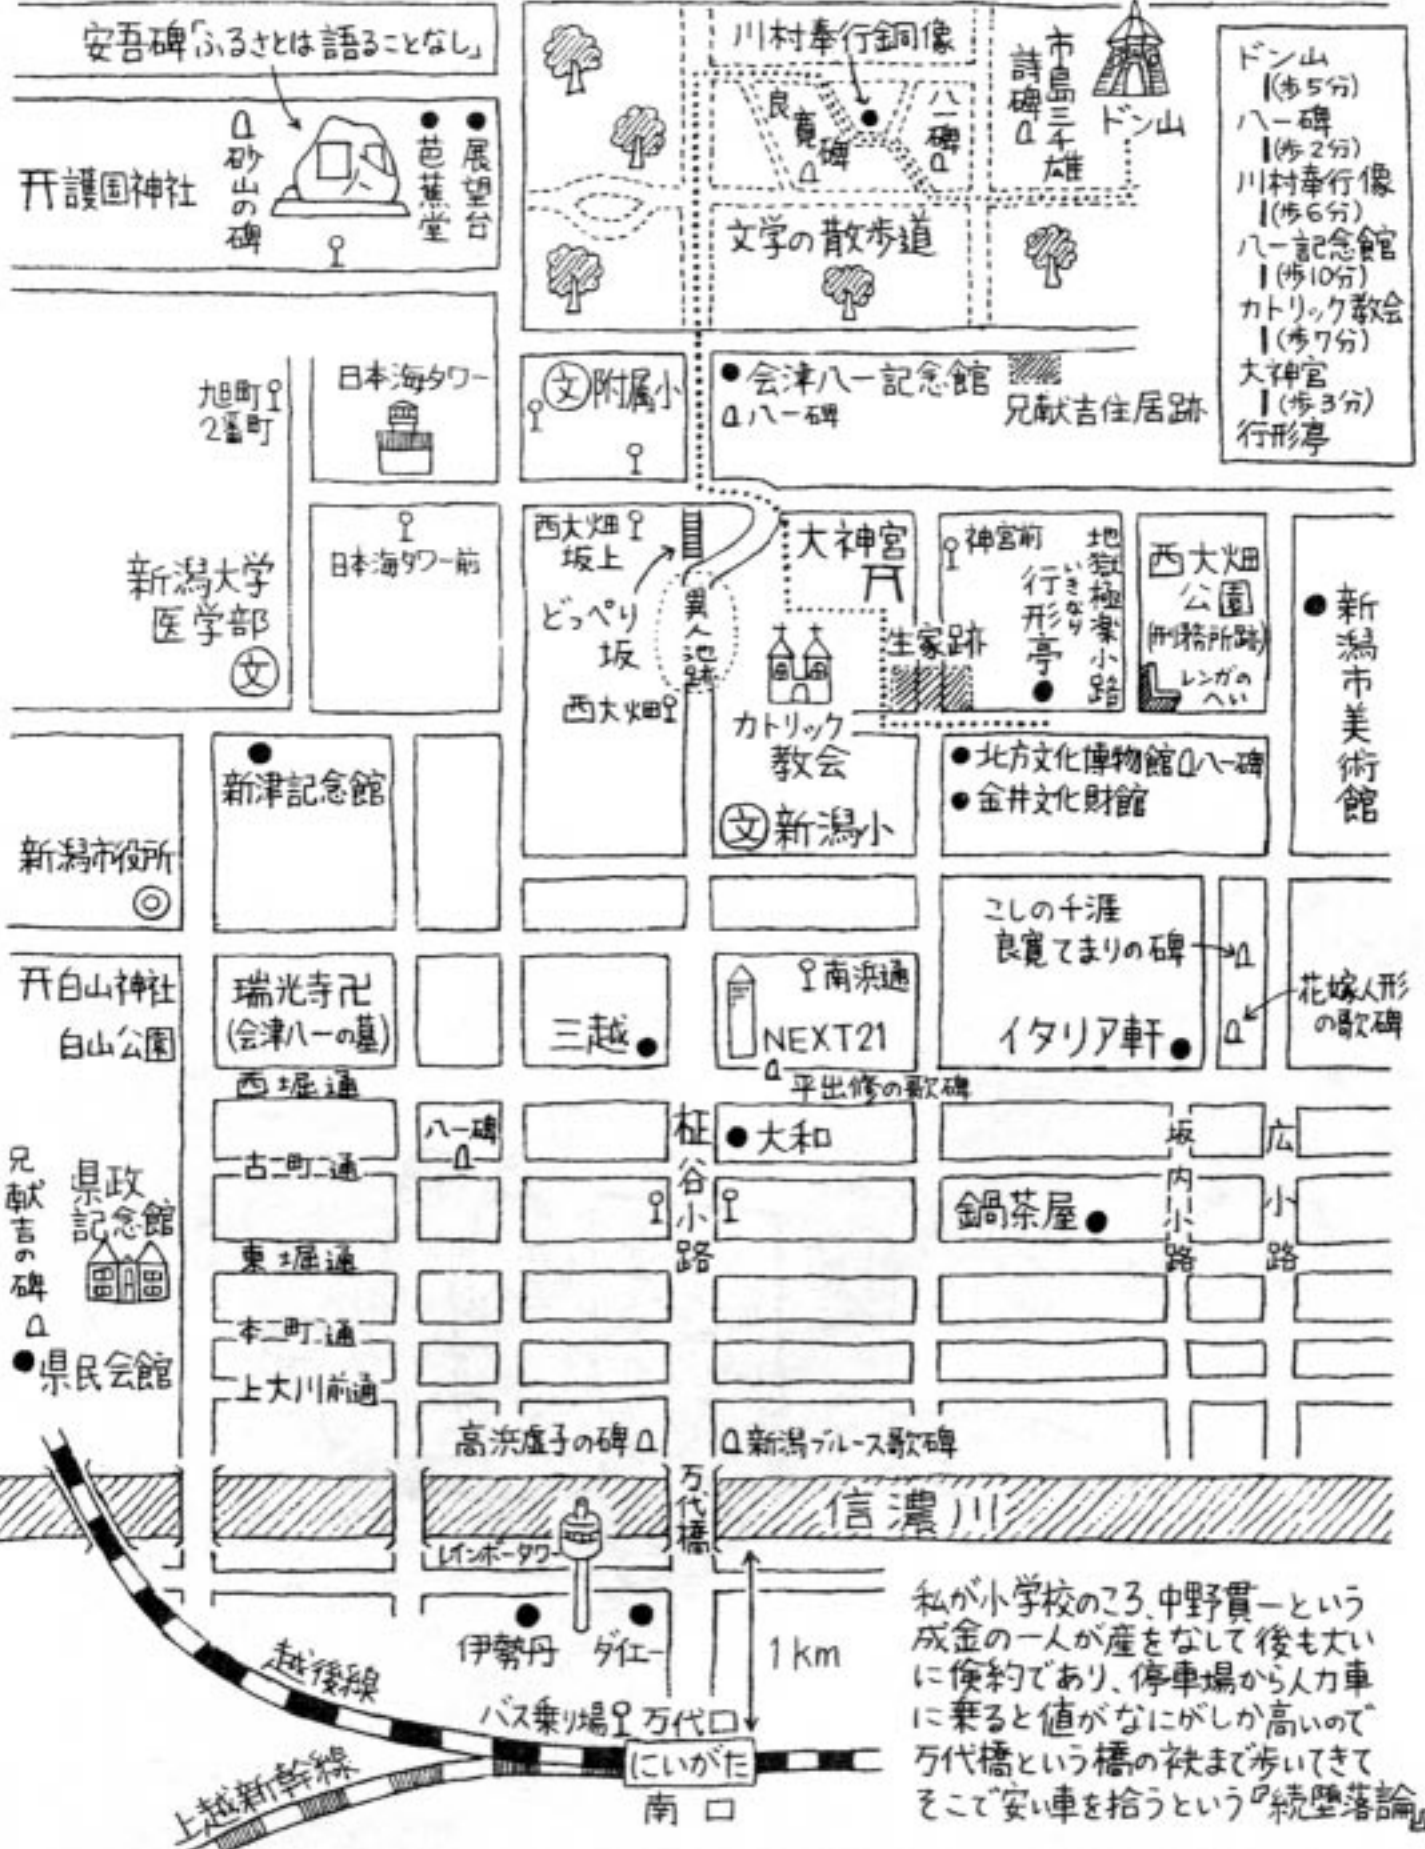 安吾碑「ふるさとは語ることなし」
川村奉行銅像
市島三千雄
詩碑
ドン山
ドン山
(歩5分)
八一碑
(歩2分)
川村奉行像
(歩6分)
八一記念館
(歩10分)
カトリック教会
(歩7分)
大神宮
(歩3分)
行形亭
護国神社
砂山の碑
芭蕉堂
展望台
良寛碑
八一碑
文学の散歩道
旭町
2番町
日本海タワー
文附属小
会津八一記念館
八一碑
兄献吉住居跡
新潟大学
医学部
文
日本海タワー前
西大畑
坂上
どっぺり
坂
異人池跡
西大畑
大神宮
神宮前
行形亭
いきなり
地獄極楽小路
西大畑
公園
(刑務所跡)
レンガの
へい
新潟市美術館
生家跡
カトリック
教会
文新潟小
北方文化博物館 八一碑
金井文化財館
新津記念館
新潟市役所
こしの千涯
良寛てまりの碑
花嫁人形
の歌碑
イタリア軒
白山神社
白山公園
瑞光寺卍
(会津八一の墓)
三越
南浜通
NEXT21
平出修の歌碑
西堀通
八一碑
大和
古町通
柾谷小路
坂内小路
広小路
鍋茶屋
兄献吉の碑
県政
記念館
東堀通
本町通
県民会館
上大川前通
高浜虚子の碑
新潟ブルース歌碑
万代橋
信濃川
レインボータワー
伊勢丹
ダイエー
1km
越後線
バス乗り場
万代口
にいがた
南口
上越新幹線
私が小学校のころ、中野貫一という
成金の一人が産をなして後も大い
に倹約であり、停車場から人力車
に乗ると値がなにがしか高いので
万代橋という橋の袂まで歩いてきて
そこで安い車を拾うという『続堕落論』